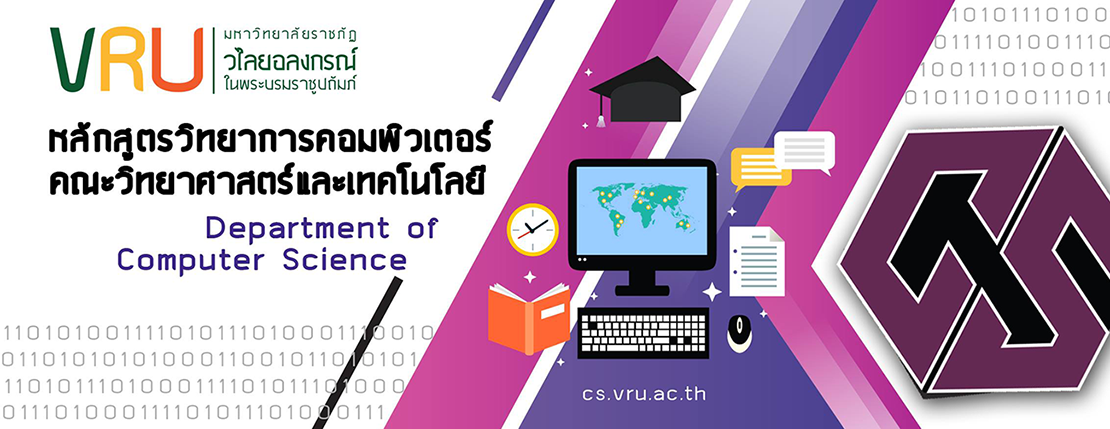 VRU
มหาวิทยาลัยราชภัฏ
วไลยอลงกรณ์
ในพระบรมราชูปถัมภ์
หลักสูตรวิทยาการคอมพิวเตอร์
คณะวิทยาศาสตร์และเทคโนโลยี
Department of
Computer Science
cs.vru.ac.th
CS